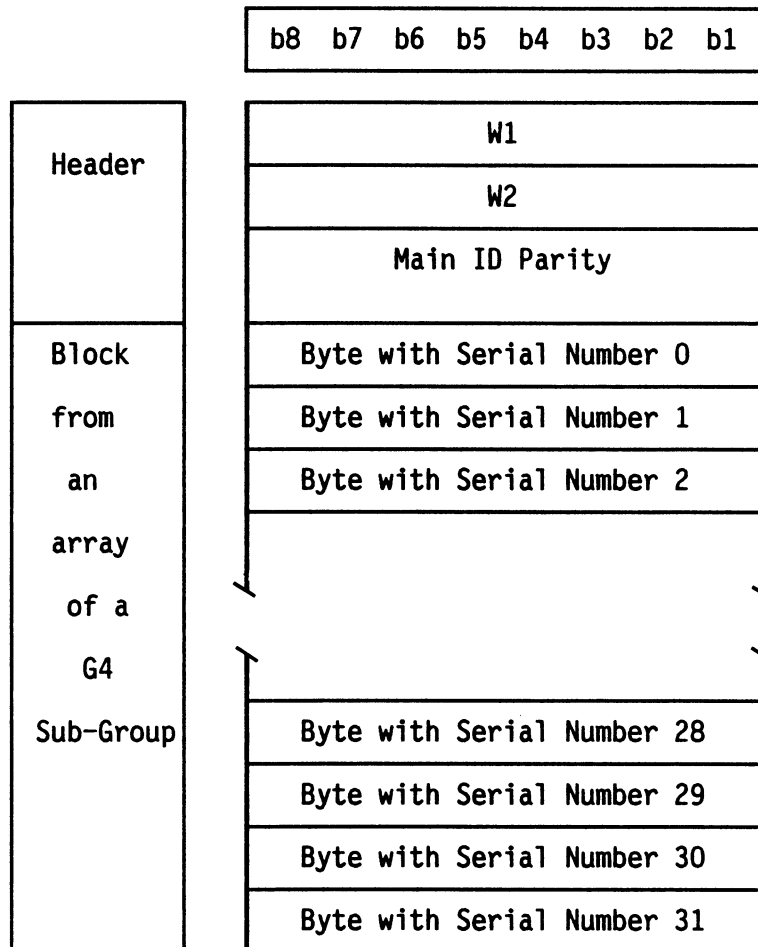 b8 b7 b6 b5 b4 b3 b2 b1
Header
W1
W2
Main ID Parity
Block
from
an
array
of a
G4
Sub-Group
Byte with Serial Number 0
Byte with Serial Number 1
Byte with Serial Number 2
Byte with Serial Number 28
Byte with Serial Number 29
Byte with Serial Number 30
Byte with Serial Number 31